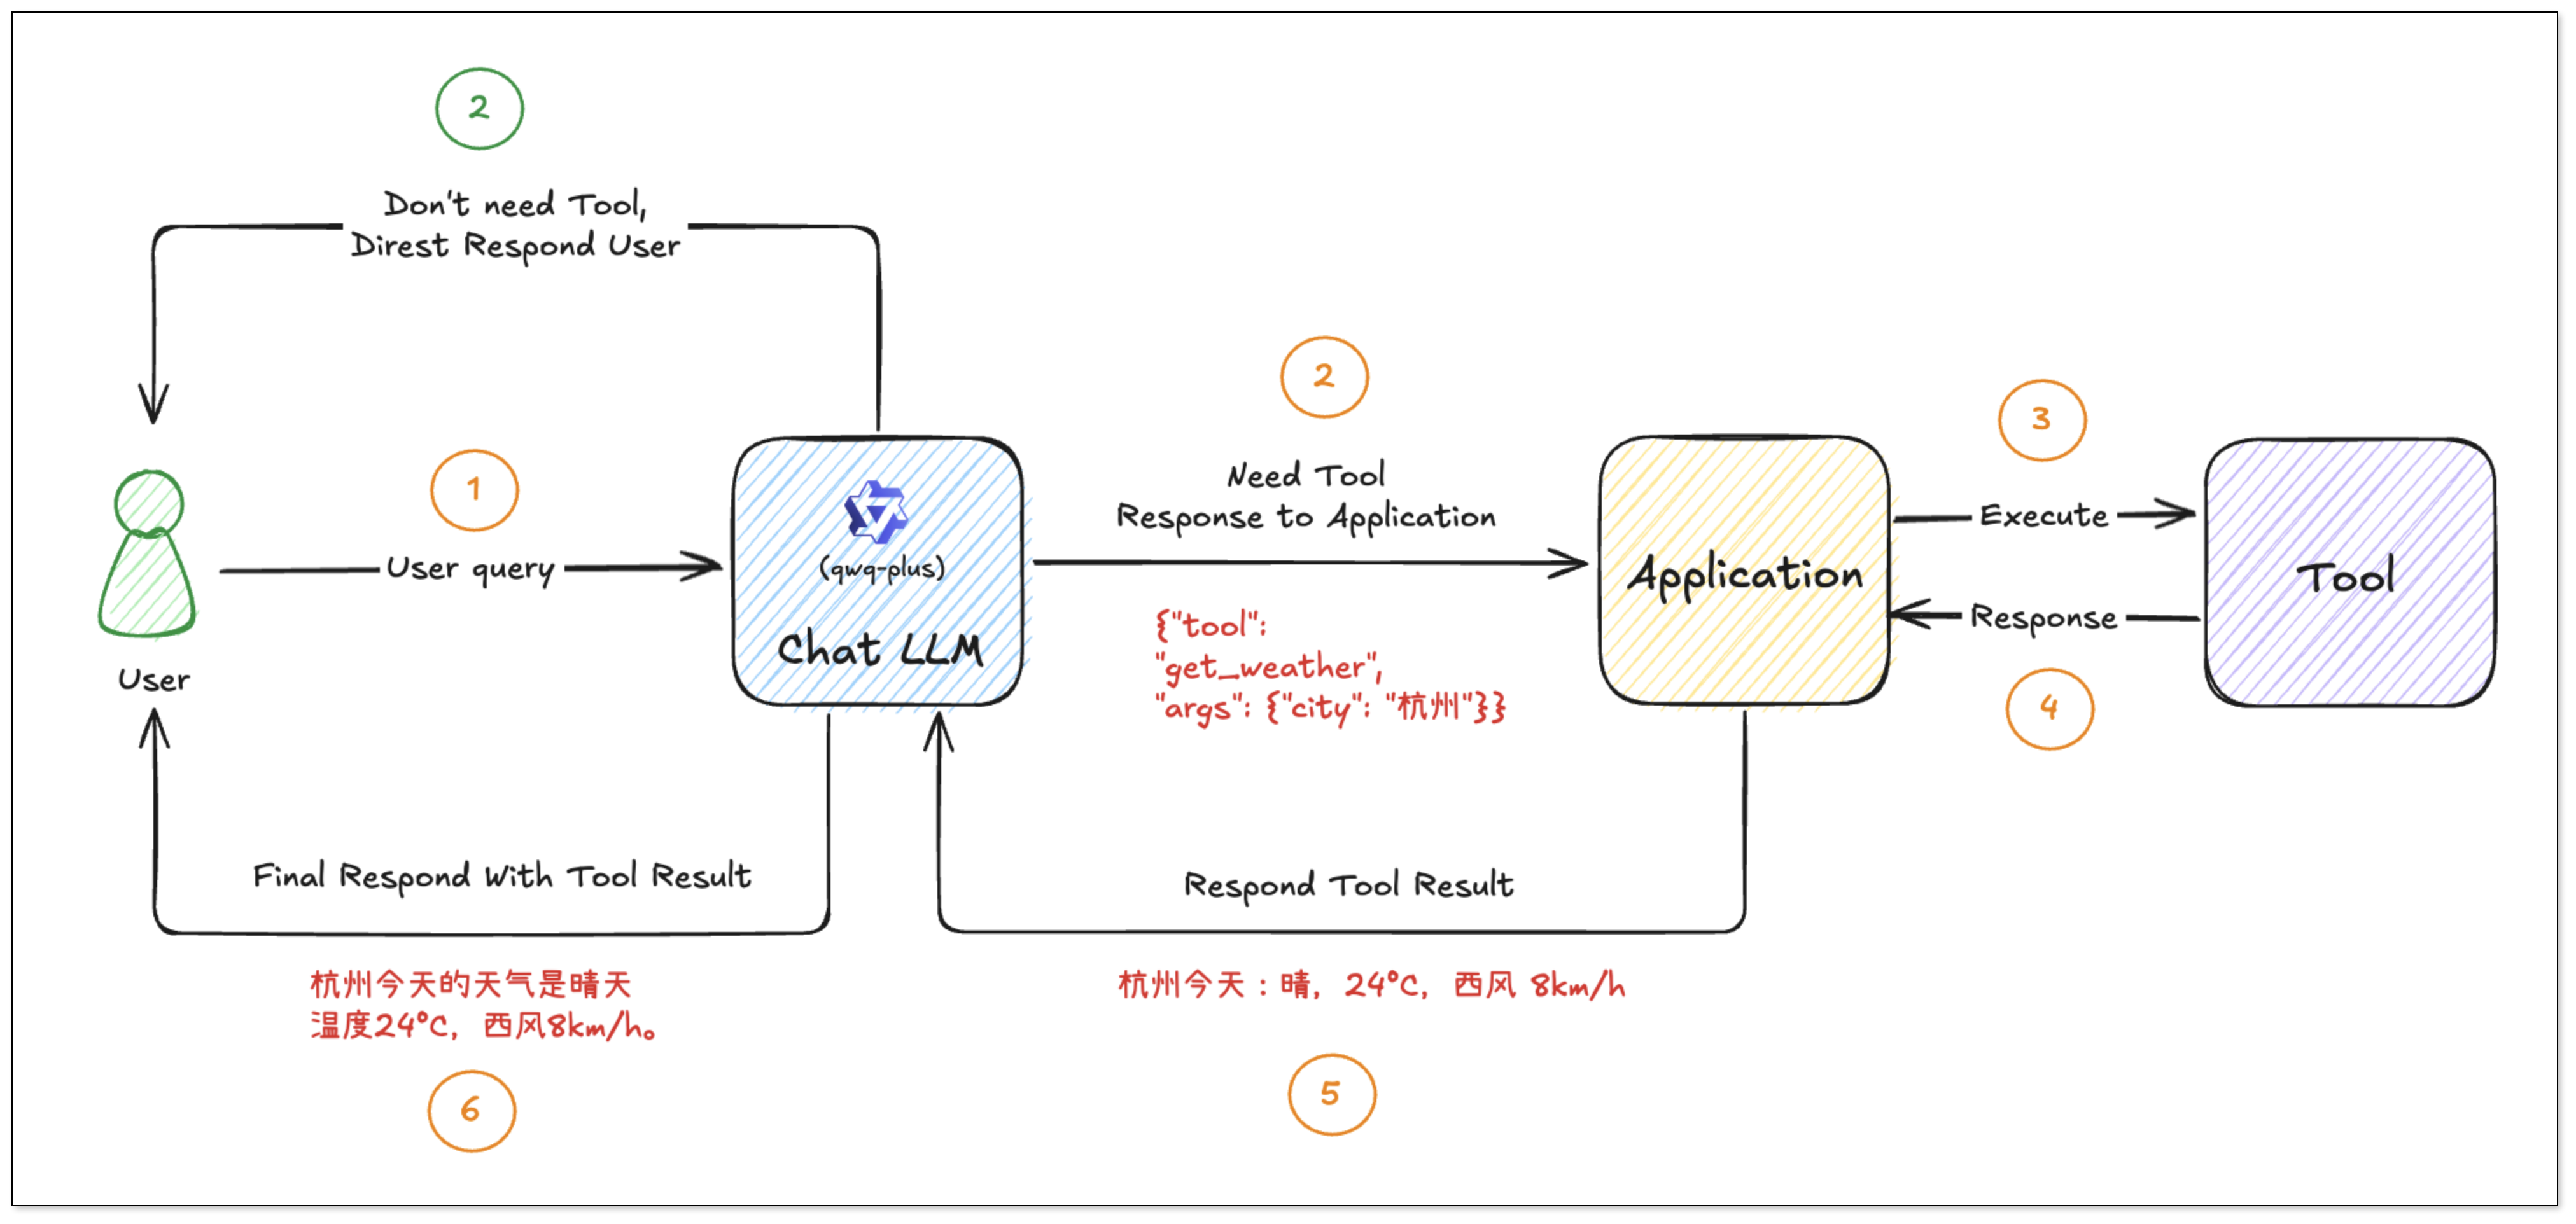 2
Don't need Tool,
Direst Respond User
2
3
1
Need Tool
Response to Application
Execute
User query
(qwq-plus)
Application
Tool
{"tool":
"get_weather",
"args": {"city": "杭州"}}
Response
Chat LLM
User
4
Final Respond With Tool Result
Respond Tool Result
杭州今天的天气是晴天
温度24°C, 西风8km/h。
杭州今天：晴, 24°C, 西风 8km/h
6
5